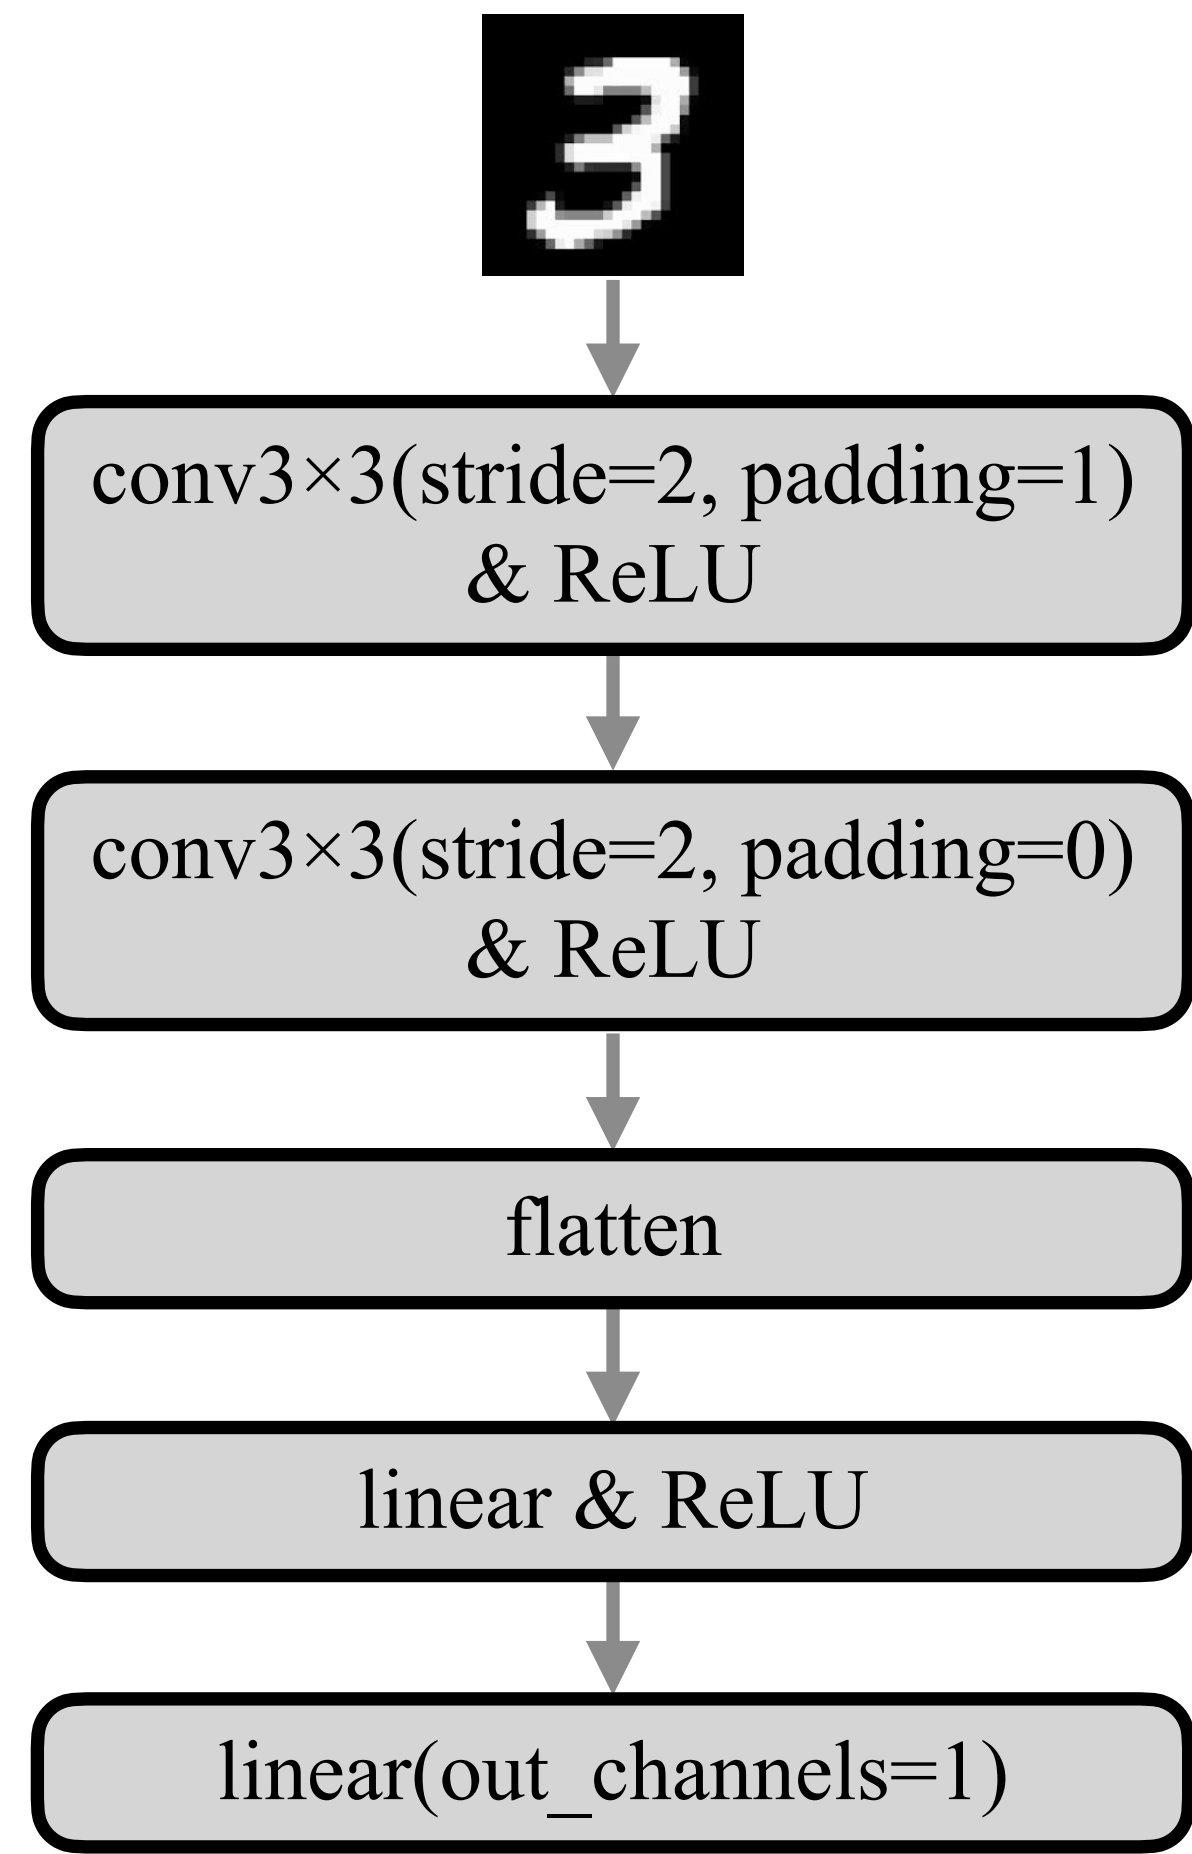 3
conv3×3(stride=2, padding=1)
& ReLU
conv3×3(stride=2, padding=0)
& ReLU
flatten
linear & ReLU
linear(out_channels=1)